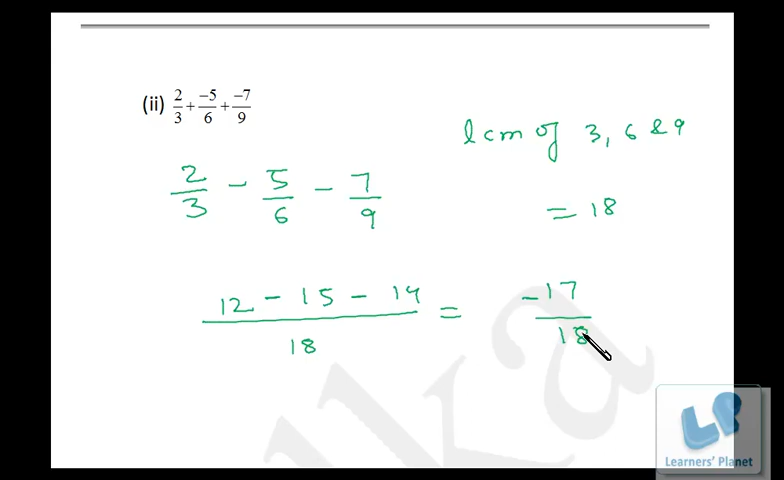 (ii) 2/3 + -5/6 + -7/9
lcm of 3, 6 & 9
2/3 - 5/6 - 7/9
= 18
12 - 15 - 14 / 18 = -17/18
LP
Learners' Planet